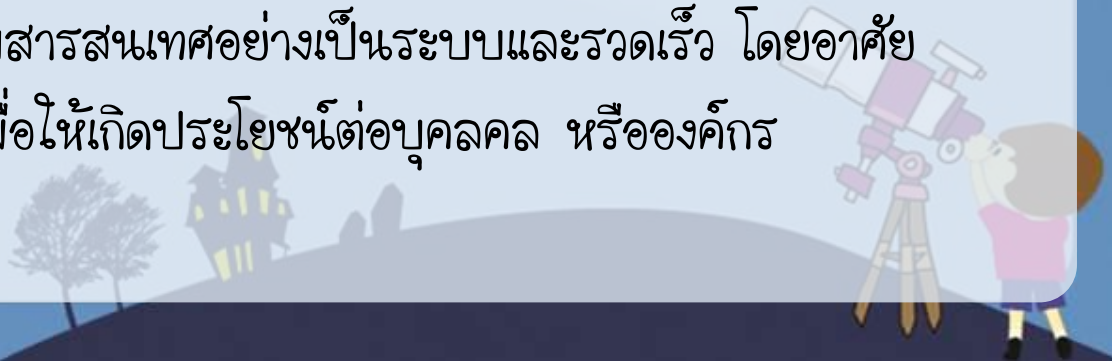 สารสนเทศอย่างเป็นระบบและรวดเร็ว โดยอาศัย
ให้เกิดประโยชน์ต่อบุคลคล หรือองค์กร